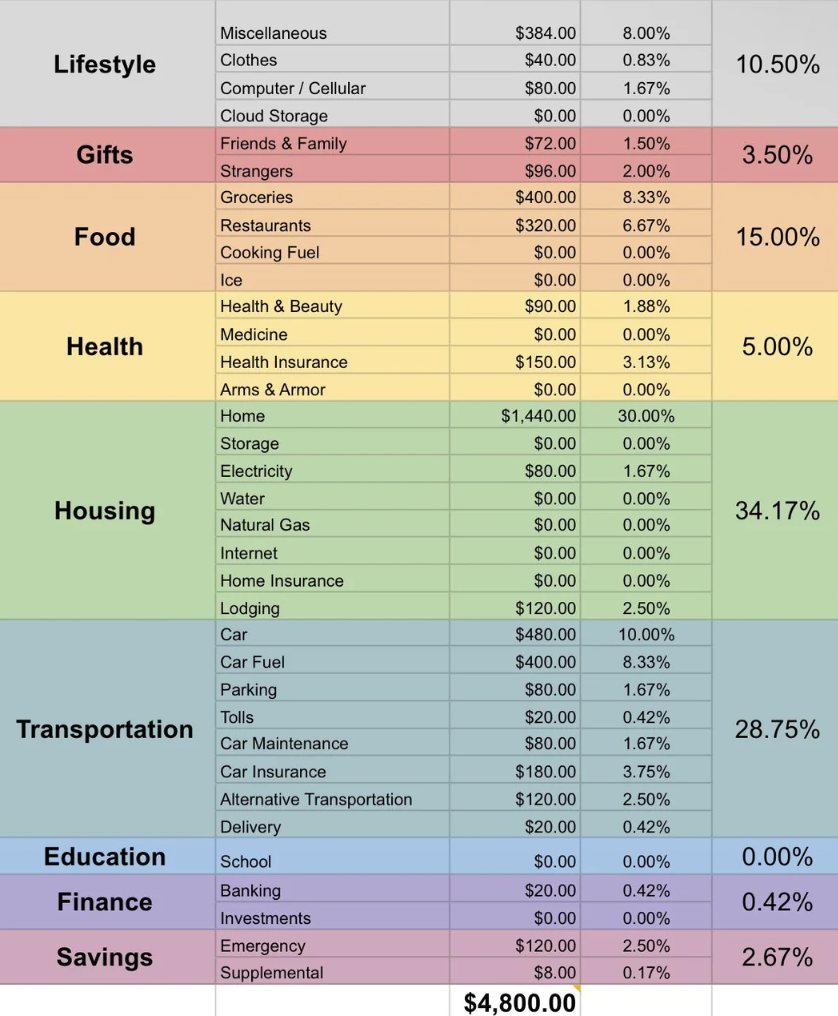 Lifestyle
Miscellaneous $384.00 8.00%
Clothes $40.00 0.83%
Computer / Cellular $80.00 1.67%
Cloud Storage $0.00 0.00%
10.50%
Gifts
Friends & Family $72.00 1.50%
Strangers $96.00 2.00%
3.50%
Food
Groceries $400.00 8.33%
Restaurants $320.00 6.67%
Cooking Fuel $0.00 0.00%
Ice $0.00 0.00%
15.00%
Health
Health & Beauty $90.00 1.88%
Medicine $0.00 0.00%
Health Insurance $150.00 3.13%
Arms & Armor $0.00 0.00%
5.00%
Housing
Home $1,440.00 30.00%
Storage $0.00 0.00%
Electricity $80.00 1.67%
Water $0.00 0.00%
Natural Gas $0.00 0.00%
Internet $0.00 0.00%
Home Insurance $0.00 0.00%
Lodging $120.00 2.50%
34.17%
Transportation
Car $480.00 10.00%
Car Fuel $400.00 8.33%
Parking $80.00 1.67%
Tolls $20.00 0.42%
Car Maintenance $80.00 1.67%
Car Insurance $180.00 3.75%
Alternative Transportation $120.00 2.50%
Delivery $20.00 0.42%
28.75%
Education
School $0.00 0.00%
0.00%
Finance
Banking $20.00 0.42%
Investments $0.00 0.00%
0.42%
Savings
Emergency $120.00 2.50%
Supplemental $8.00 0.17%
2.67%
$4,800.00